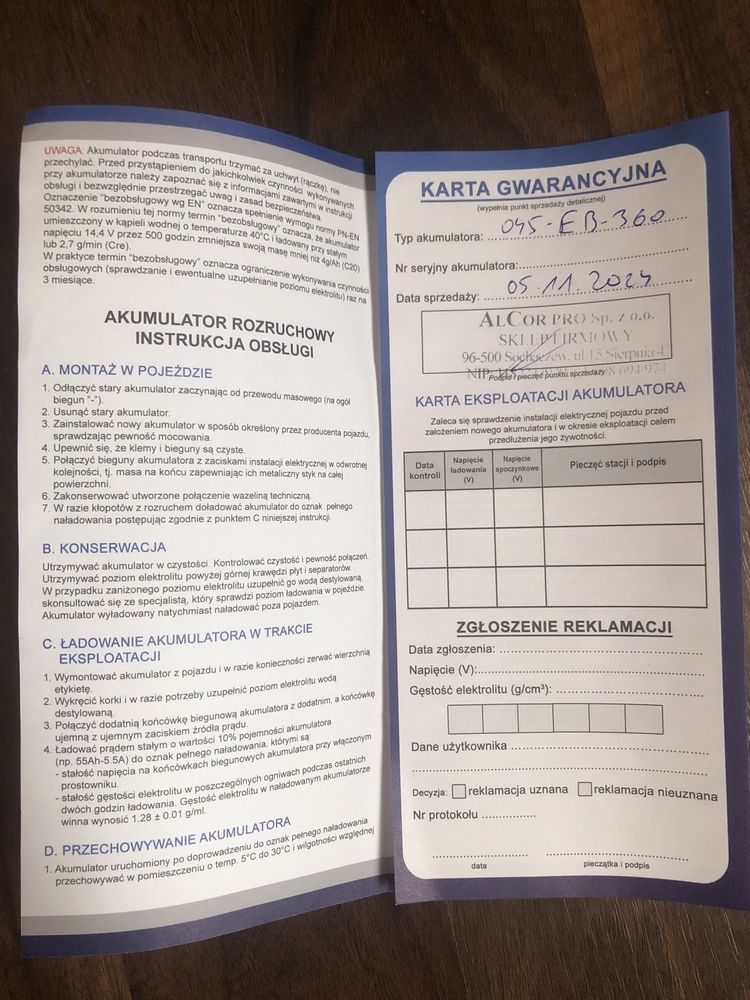 UWAGA: Akumulator podczas transportu trzymać za uchwyt (rączkę), nie
przechylać. Przed przystąpieniem do jakichkolwiek czynności wykonywanych
przy akumulatorze należy zapoznać się z informacjami zawartymi w instrukcji
obsługi i bezwzględnie przestrzegać uwag i zasad bezpieczeństwa.
Oznaczenie "bezobsługowy wg EN" oznacza spełnienie wymogu normy PN-EN
50342. W rozumieniu tej normy termin "bezobsługowy" oznacza, że akumulator
umieszczony w kąpieli wodnej o temperaturze 40°C i ładowany przy stałym
napięciu 14,4 V przez 500 godzin zmniejsza swoją masę mniej niż 4g/Ah (C20)
lub 2,7 g/min (Cre).
W praktyce termin "bezobsługowy" oznacza ograniczenie wykonywania czynności
obsługowych (sprawdzanie i ewentualne uzupełnianie poziomu elektrolitu) raz na
3 miesiące.
AKUMULATOR ROZRUCHOWY
INSTRUKCJA OBSŁUGI
A. MONTAŻ W POJEŹDZIE
1. Odłączyć stary akumulator zaczynając od przewodu masowego (na ogół
biegun "-").
2. Usunąć stary akumulator.
3. Zainstalować nowy akumulator w sposób określony przez producenta pojazdu,
sprawdzając pewność mocowania.
4. Upewnić się, że klemy i bieguny są czyste.
5. Połączyć bieguny akumulatora z zaciskami instalacji elektrycznej w odwrotnej
kolejności, tj. masa na końcu zapewniając ich metaliczny styk na całej
powierzchni.
6. Zakonserwować utworzone połączenie wazeliną techniczną.
7. W razie kłopotów z rozruchem doładować akumulator do oznak pełnego
naładowania postępując zgodnie z punktem C niniejszej instrukcji.
B. KONSERWACJA
Utrzymywać akumulator w czystości. Kontrolować czystość i pewność połączeń.
Utrzymywać poziom elektrolitu powyżej górnej krawędzi płyt i separatorów.
W przypadku zaniżonego poziomu elektrolitu uzupełnić go wodą destylowaną,
skonsultować się ze specjalistą, który sprawdzi poziom ładowania w pojeździe.
Akumulator wyładowany natychmiast naładować poza pojazdem.
C. ŁADOWANIE AKUMULATORA W TRAKCIE
EKSPLOATACJI
1. Wymontować akumulator z pojazdu i w razie konieczności zerwać wierzchnią
etykietę.
2. Wykręcić korki i w razie potrzeby uzupełnić poziom elektrolitu wodą
destylowaną.
3. Połączyć dodatnią końcówkę biegunową akumulatora z dodatnim, a końcówkę
ujemną z ujemnym zaciskiem źródła prądu.
4. Ładować prądem stałym o wartości 10% pojemności akumulatora
(np. 55Ah-5.5A) do oznak pełnego naładowania, którymi są:
- stałość napięcia na końcówkach biegunowych akumulatora przy włączonym
prostowniku.
- stałość gęstości elektrolitu w poszczególnych ogniwach podczas ostatnich
dwóch godzin ładowania. Gęstość elektrolitu w naładowanym akumulatorze
winna wynosić 1.28 ± 0.01 g/ml.
D. PRZECHOWYWANIE AKUMULATORA
1. Akumulator uruchomiony po doprowadzeniu do oznak pełnego naładowania
przechowywać w pomieszczeniu o temp. 5°C do 30°C i wilgotności względnej
KARTA GWARANCYJNA
(wypełnia punkt sprzedaży detalicznej)
Typ akumulatora: 045-EB-360
Nr seryjny akumulatora:
Data sprzedaży: 05.11.2024
ALCOR PRO Sp. z o.o.
SKLEP FIRMOWY
96-500 Sochaczew, ul. 15 Sierpnia
NIP:
Podpis i pieczęć punktu sprzedaży
KARTA EKSPLOATACJI AKUMULATORA
Zaleca się sprawdzenie instalacji elektrycznej pojazdu przed
założeniem nowego akumulatora i w okresie eksploatacji celem
przedłużenia jego żywotności.
Data kontroli Napięcie ładowania (V) Napięcie spoczynkowe (V) Pieczęć stacji i podpis
ZGŁOSZENIE REKLAMACJI
Data zgłoszenia:
Napięcie (V):
Gęstość elektrolitu (g/cm³):
Dane użytkownika
Decyzja: reklamacja uznana reklamacja nieuznana
Nr protokołu
data pieczątka i podpis